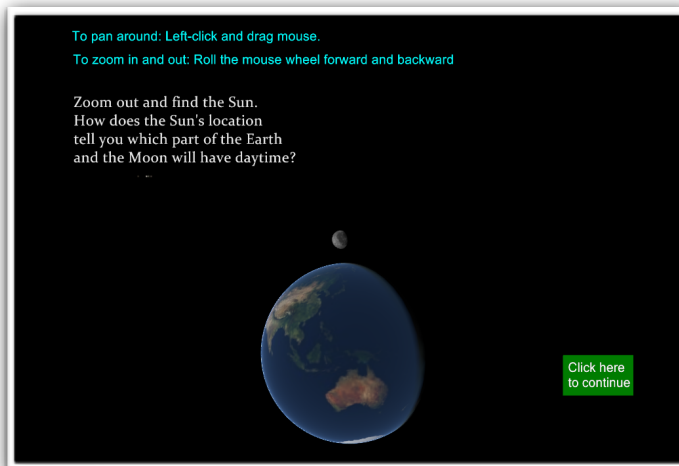 To pan around: Left-click and drag mouse.
To zoom in and out: Roll the mouse wheel forward and backward
Zoom out and find the Sun.
How does the Sun's location
tell you which part of the Earth
and the Moon will have daytime?
Click here
to continue